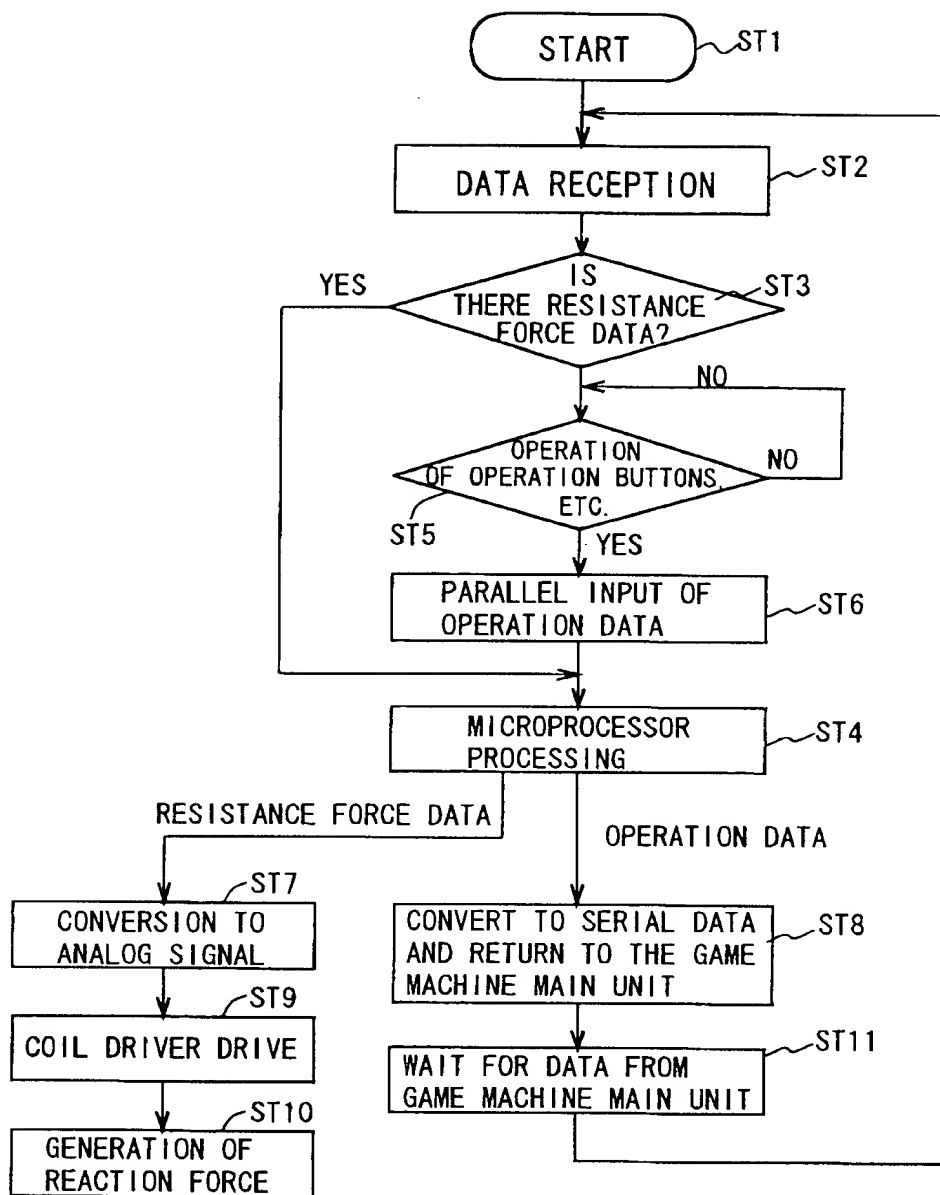 START
ST1
DATA RECEPTION
ST2
YES
IS
THERE RESISTANCE
FORCE DATA?
ST3
NO
OPERATION
OF OPERATION BUTTONS,
ETC.
NO
ST5
YES
PARALLEL INPUT OF
OPERATION DATA
ST6
MICROPROCESSOR
PROCESSING
ST4
RESISTANCE FORCE DATA
OPERATION DATA
ST7
CONVERSION TO
ANALOG SIGNAL
CONVERT TO SERIAL DATA
AND RETURN TO THE GAME
MACHINE MAIN UNIT
ST8
ST9
COIL DRIVER DRIVE
WAIT FOR DATA FROM
GAME MACHINE MAIN UNIT
ST11
ST10
GENERATION OF
REACTION FORCE